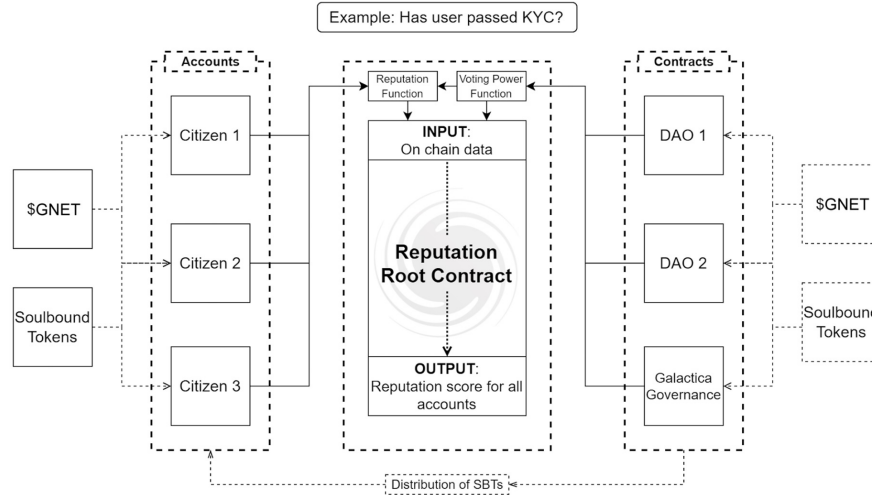 Example: Has user passed KYC?
Accounts
Contracts
Reputation
Function
Voting Power
Function
Citizen 1
INPUT:
On chain data
DAO 1
$GNET
$GNET
Citizen 2
Reputation
Root Contract
DAO 2
Soulbound
Tokens
Soulbound
Tokens
Citizen 3
OUTPUT:
Reputation score for all
accounts
Galactica
Governance
Distribution of SBTs